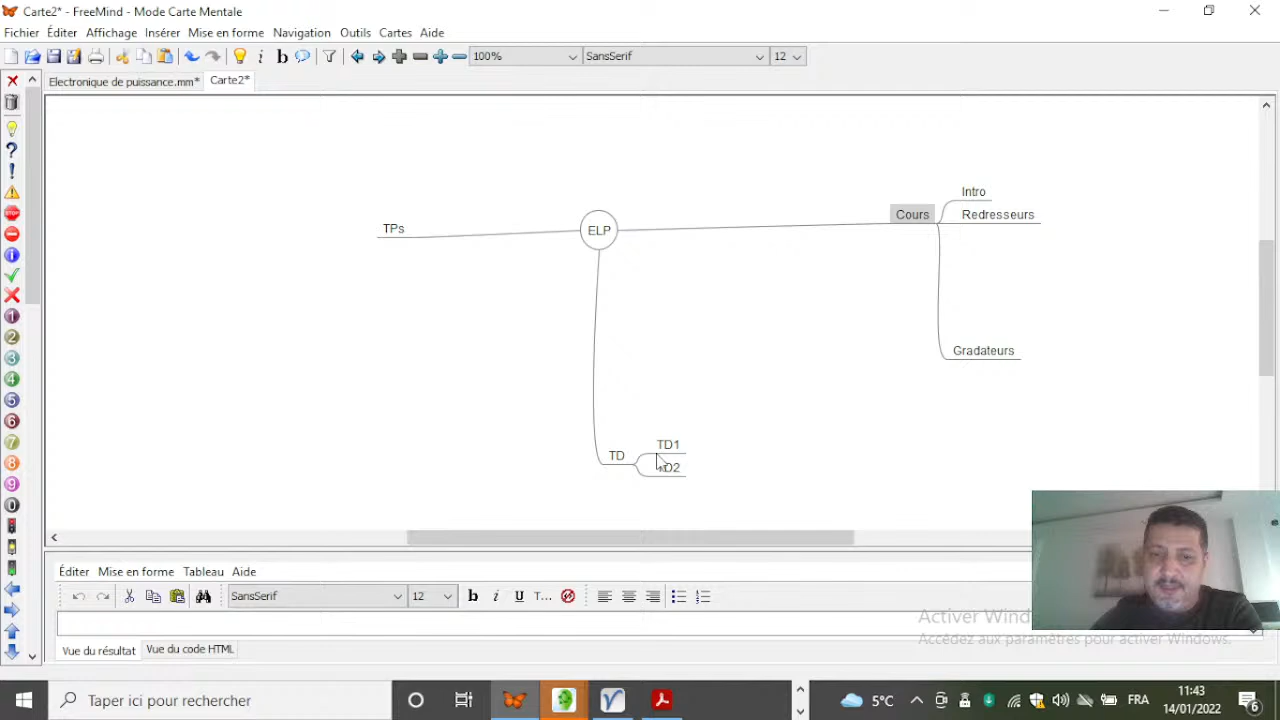 Carte2* - FreeMind - Mode Carte Mentale
Fichier Éditer Affichage Insérer Mise en forme Navigation Outils Cartes Aide
100% SansSerif 12
Electronique de puissance.mm* Carte2*
Intro
Cours Redresseurs
TPs ELP
Gradateurs
TD1
TD
Éditer Mise en forme Tableau Aide
SansSerif 12 b i U T...
Activer Wind
Accédez aux paramètres pour activer Windows.
Vue du résultat Vue du code HTML
Taper ici pour rechercher
5°C FRA
11:43
14/01/2022
6